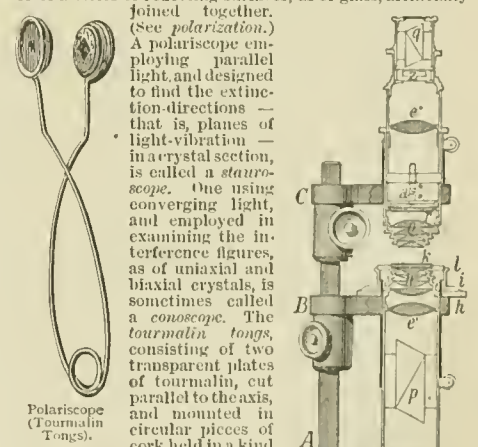 joined together.
(See polarization.)
A polariscope em-
ploying parallel
light, and designed
to find the extinc-
tion-directions —
that is, planes of
light-vibration —
in a crystal section,
is called a stauro-
scope. One using
converging light,
and employed in
examining the in-
terference figures,
as of uniaxial and
biaxial crystals, is
sometimes called
a conoscope. The
tourmalin tongs,
consisting of two
transparent plates
of tourmalin, cut
parallel to the axis,
and mounted in
circular pieces of
cork held in a kind
Polariscope
(Tourmalin
Tongs).
q
z
C
k
l
i
B
h
p
A